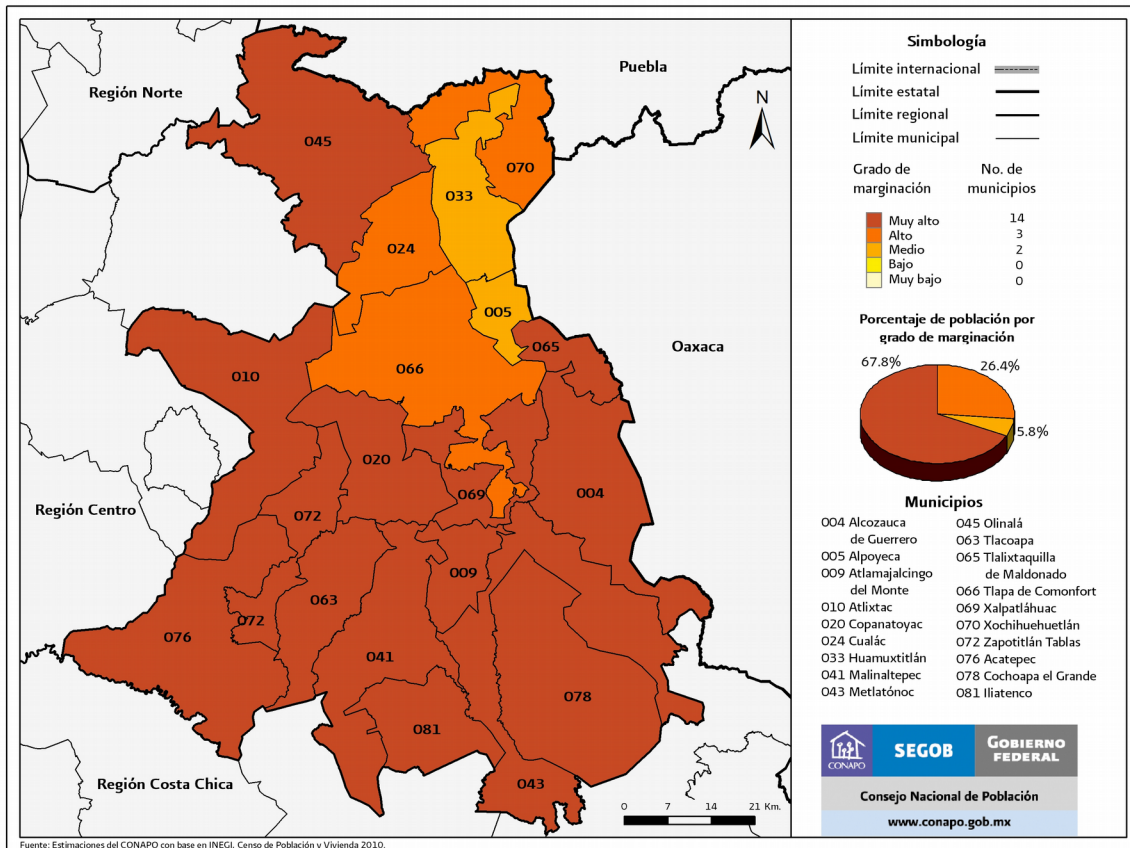 Región Norte
Puebla
N
045
070
033
024
005
Oaxaca
065
010
066
020
004
069
Región Centro
072
009
063
072
076
041
078
081
Región Costa Chica
043
0 7 14 21 Km.
Simbología
Límite internacional
Límite estatal
Límite regional
Límite municipal
Grado de marginación
No. de municipios
Muy alto 14
Alto 3
Medio 2
Bajo 0
Muy bajo 0
Porcentaje de población por
grado de marginación
67.8%
26.4%
5.8%
Municipios
004 Alcozauca
de Guerrero
005 Alpoyeca
009 Atlamajalcingo
del Monte
010 Atlixtac
020 Copanatoyac
024 Cualác
033 Huamuxtitlán
041 Malinaltepec
043 Metlatónoc
045 Olinalá
063 Tlacoapa
065 Tlalixtaquilla
de Maldonado
066 Tlapa de Comonfort
069 Xalpatláhuac
070 Xochihuehuetlán
072 Zapotitlán Tablas
076 Acatepec
078 Cochoapa el Grande
081 Iliatenco
CONAPO
SEGOB
GOBIERNO
FEDERAL
Consejo Nacional de Población
www.conapo.gob.mx
Fuente: Estimaciones del CONAPO con base en INEGI, Censo de Población y Vivienda 2010.